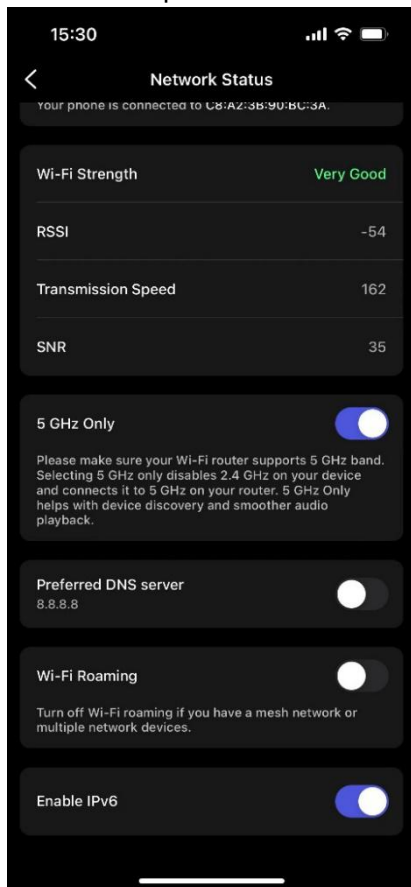 15:30
Network Status
Your phone is connected to C8:A2:3B:90:BC:3A.
Wi-Fi Strength Very Good
RSSI -54
Transmission Speed 162
SNR 35
5 GHz Only
Please make sure your Wi-Fi router supports 5 GHz band.
Selecting 5 GHz only disables 2.4 GHz on your device
and connects it to 5 GHz on your router. 5 GHz Only
helps with device discovery and smoother audio
playback.
Preferred DNS server
8.8.8.8
Wi-Fi Roaming
Turn off Wi-Fi roaming if you have a mesh network or
multiple network devices.
Enable IPv6